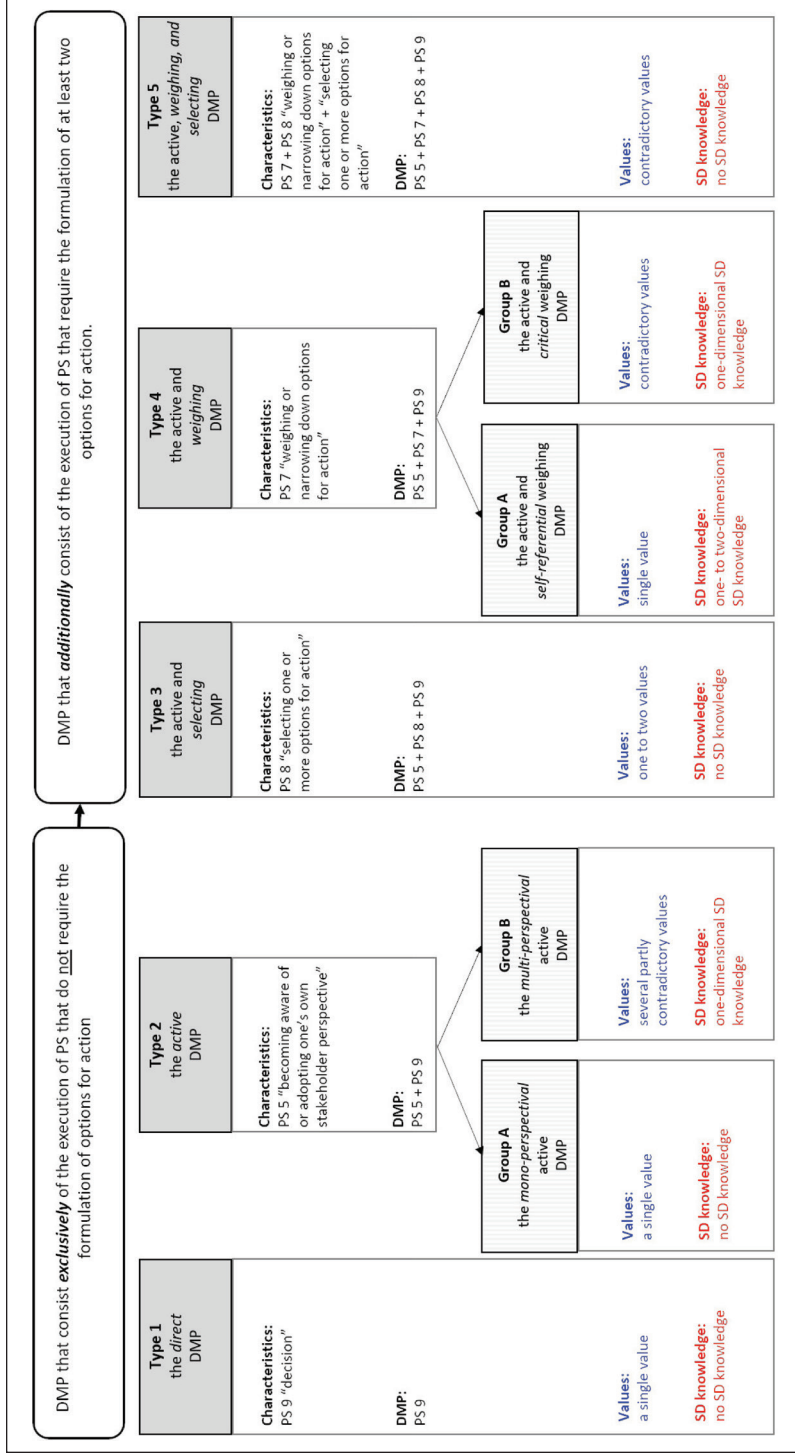 DMP that consist exclusively of the execution of PS that do not require the
formulation of options for action
DMP that additionally consist of the execution of PS that require the formulation of at least two
options for action.
Type 1
the direct
DMP
Characteristics:
PS 9 “decision”
DMP:
PS 9
Values:
a single value
SD knowledge:
no SD knowledge
Type 2
the active
DMP
Characteristics:
PS 5 “becoming aware of
or adopting one’s own
stakeholder perspective”
DMP:
PS 5 + PS 9
Group A
the mono-perspectival
active
DMP
Values:
a single value
SD knowledge:
no SD knowledge
Group B
the multi-perspectival
active
DMP
Values:
several partly
contradictory values
SD knowledge:
one-dimensional SD
knowledge
Type 3
the active and
selecting
DMP
Characteristics:
PS 8 “selecting one or
more options for action”
DMP:
PS 5 + PS 8 + PS 9
Values:
one to two values
SD knowledge:
no SD knowledge
Type 4
the active and
weighing
DMP
Characteristics:
PS 7 “weighing or
narrowing down options
for action”
DMP:
PS 5 + PS 7 + PS 9
Group A
the active and
self-referential weighing
DMP
Values:
single value
SD knowledge:
one- to two-dimensional
SD knowledge
Group B
the active and
critical weighing
DMP
Values:
contradictory values
SD knowledge:
one-dimensional SD
knowledge
Type 5
the active, weighing, and
selecting
DMP
Characteristics:
PS 7 + PS 8 “weighing or
narrowing down options
for action” + “selecting
one or more options for
action”
DMP:
PS 5 + PS 7 + PS 8 + PS 9
Values:
contradictory values
SD knowledge:
no SD knowledge